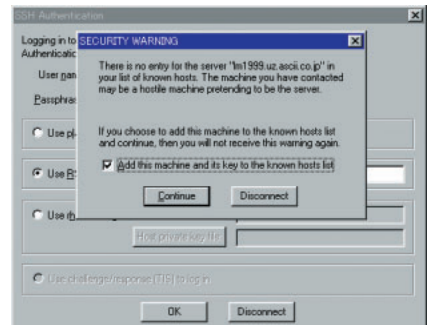 SSH Authentication
Logging in to
Authenticatio
User nam
Passphras
Use pl
Use R
Use
Host private key file
Use challenge/response (TIS) to log in
OK
Disconnect
SECURITY WARNING
There is no entry for the server "lm1999.uz.ascii.co.jp" in
your list of known hosts. The machine you have contacted
may be a hostile machine pretending to be the server.
If you choose to add this machine to the known hosts list
and continue, then you will not receive this warning again.
Add this machine and its key to the known hosts list
Continue
Disconnect